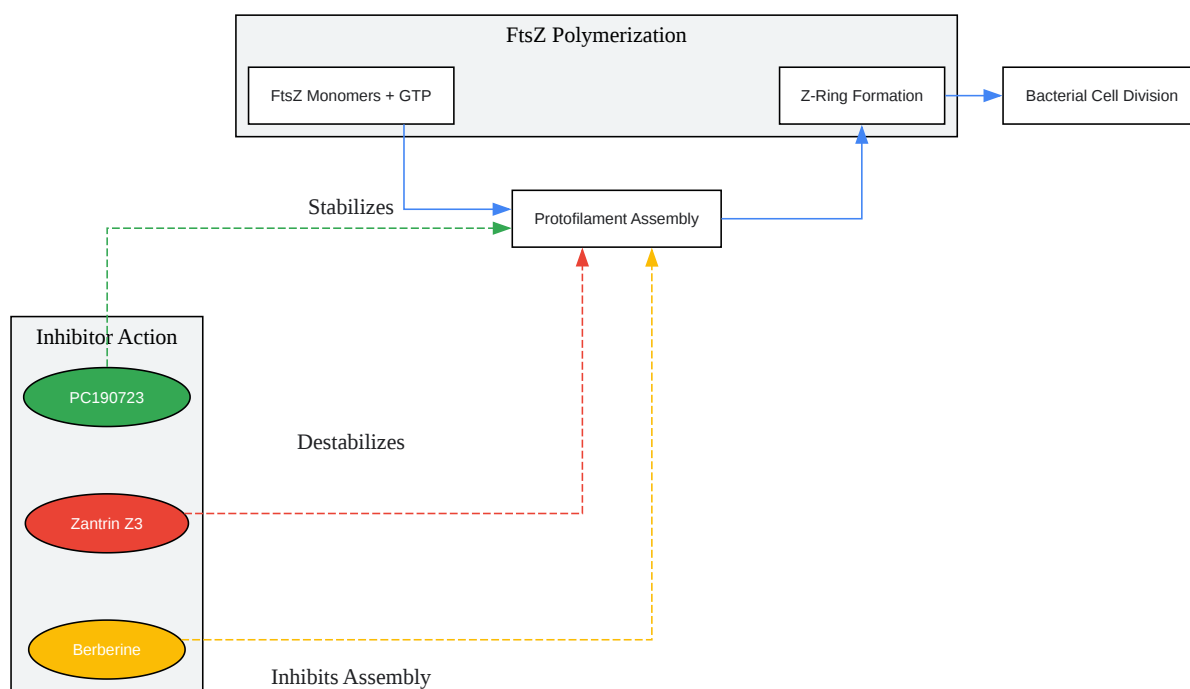 FtsZ Polymerization
FtsZ Monomers + GTP
Z-Ring Formation
Bacterial Cell Division
Stabilizes
Protofilament Assembly
Inhibitor Action
PC190723
Destabilizes
Zantrin Z3
Berberine
Inhibits Assembly